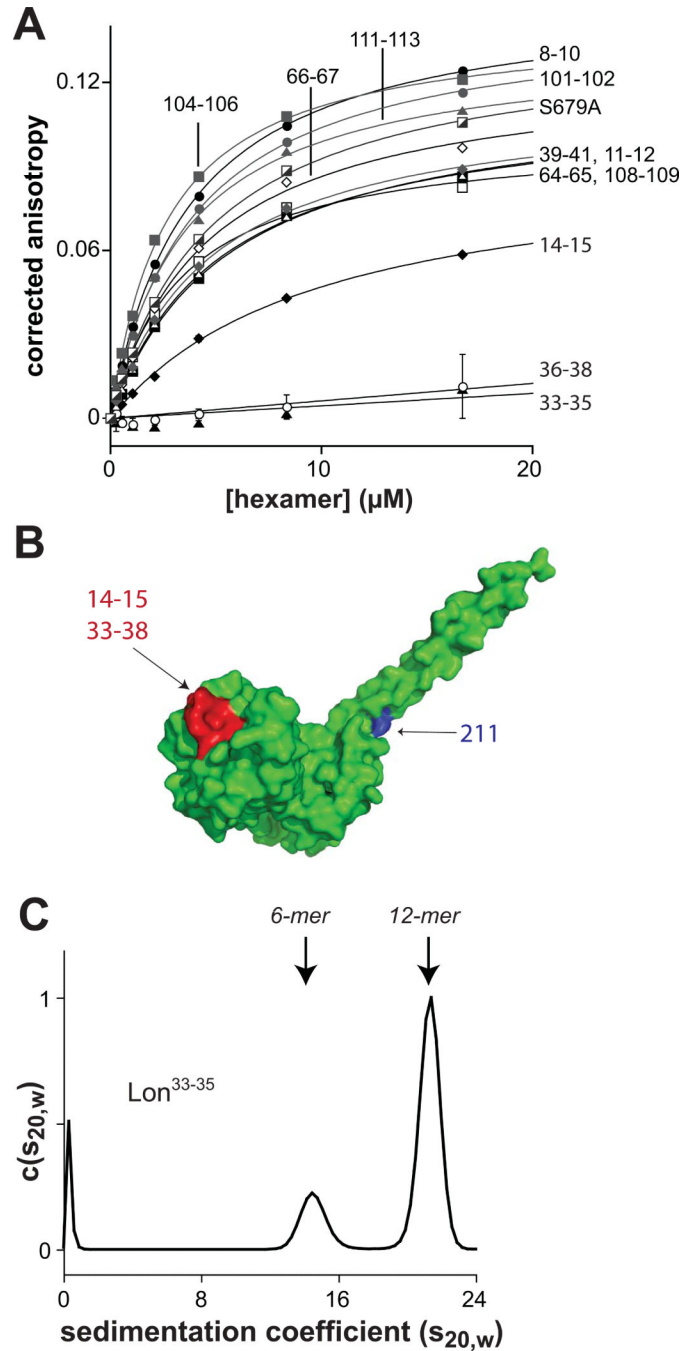 A
111-113
8-10
66-67
101-102
104-106
S679A
39-41, 11-12
64-65, 108-109
14-15
36-38
33-35
0.12
0.06
0
corrected anisotropy
0 10 20
[hexamer] (µM)
B
14-15
33-38
211
C
6-mer 12-mer
1
0
c(s20,w)
Lon33-35
0 8 16 24
sedimentation coefficient (s20,w)